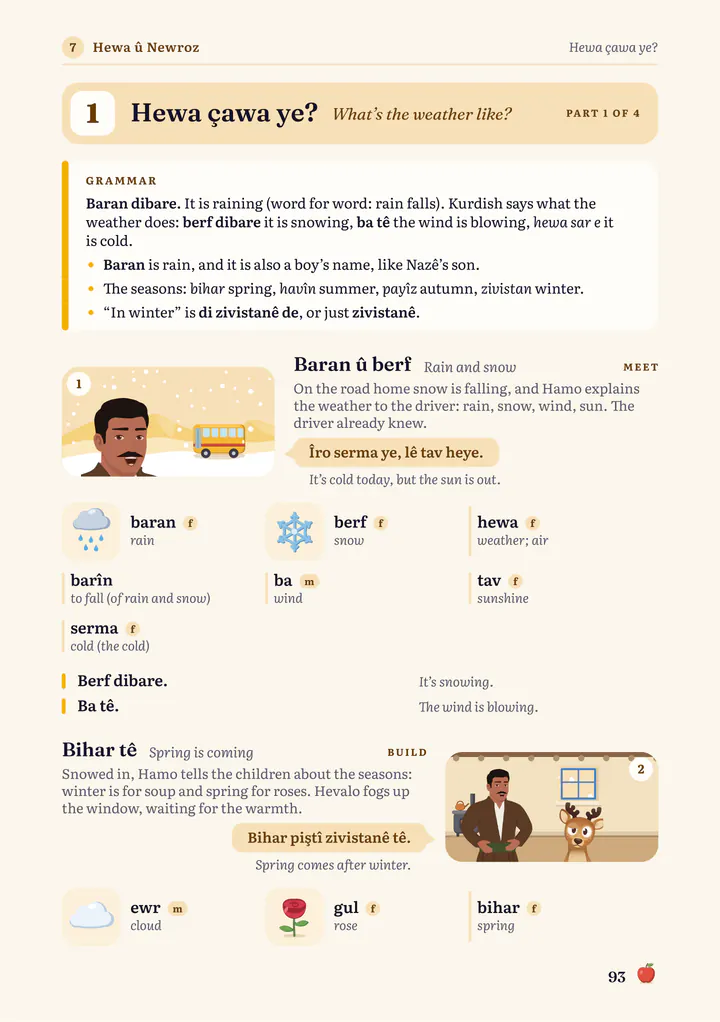 7 Hewa û Newroz
Hewa çawa ye?
1 Hewa çawa ye? What's the weather like? PART 1 OF 4
GRAMMAR
Baran dibare. It is raining (word for word: rain falls). Kurdish says what the
weather does: berf dibare it is snowing, ba tê the wind is blowing, hewa sar e it
is cold.
• Baran is rain, and it is also a boy's name, like Nazê's son.
• The seasons: bihar spring, havîn summer, payîz autumn, zivistan winter.
• “In winter” is di zivistanê de, or just zivistanê.
1
Baran û berf Rain and snow MEET
On the road home snow is falling, and Hamo explains
the weather to the driver: rain, snow, wind, sun. The
driver already knew.
Îro serma ye, lê tav heye.
It's cold today, but the sun is out.
baran f
rain
berf f
snow
hewa f
weather; air
barîn
to fall (of rain and snow)
ba m
wind
tav f
sunshine
serma f
cold (the cold)
Berf dibare. It's snowing.
Ba tê. The wind is blowing.
Bihar tê Spring is coming BUILD
Snowed in, Hamo tells the children about the seasons:
winter is for soup and spring for roses. Hevalo fogs up
the window, waiting for the warmth.
2
Bihar piştî zivistanê tê.
Spring comes after winter.
ewr m
cloud
gul f
rose
bihar f
spring
93